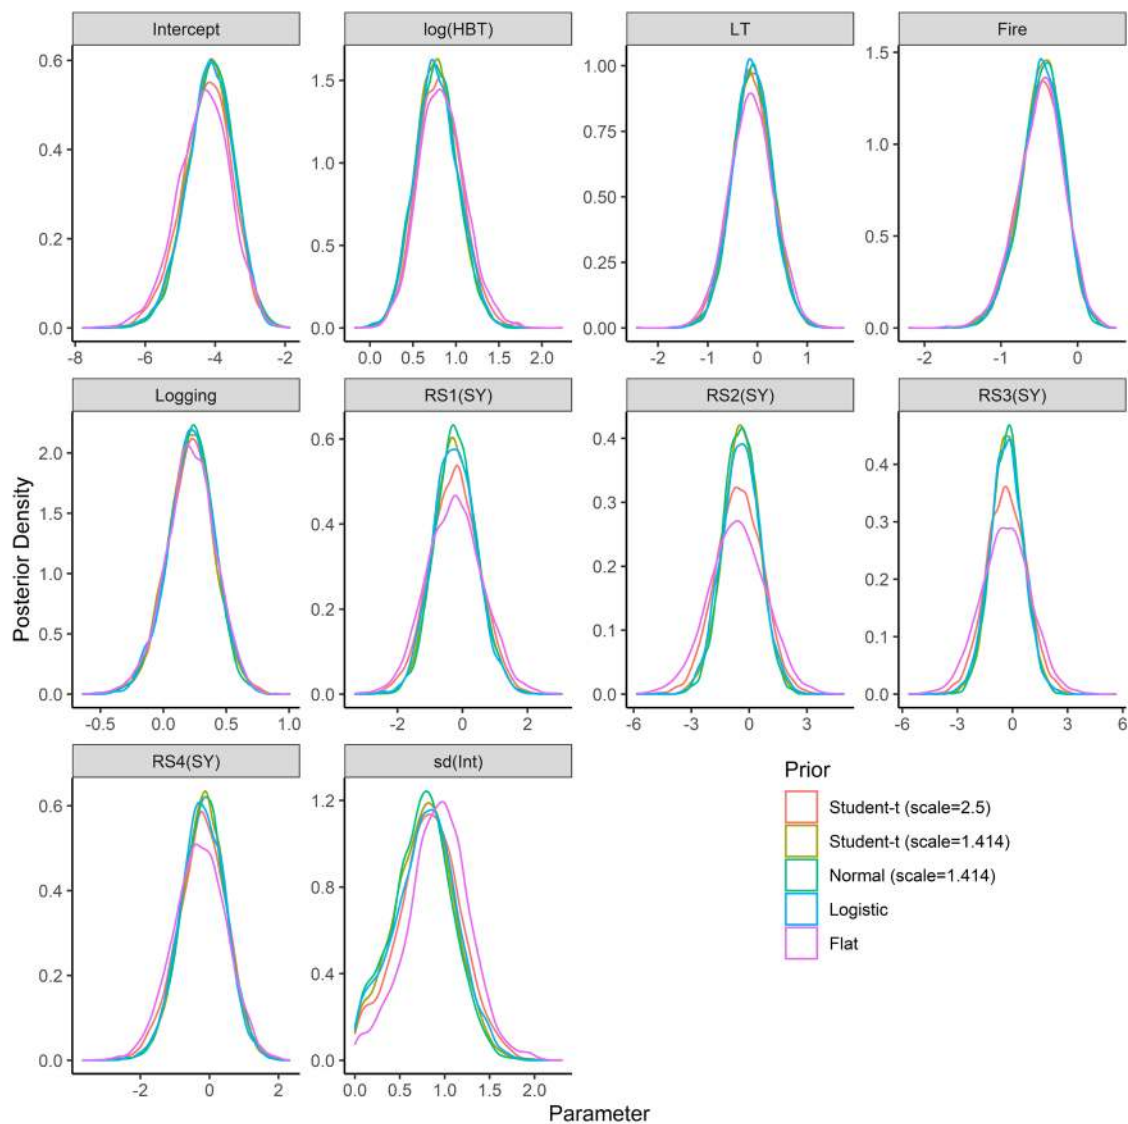 Intercept
log(HBT)
LT
Fire
0.6
0.4
0.2
0.0
1.5
1.0
0.5
0.0
1.00
0.75
0.50
0.25
0.00
1.5
1.0
0.5
0.0
-8 -6 -4 -2
0.0 0.5 1.0 1.5 2.0
-2 -1 0 1
-2 -1 0
Logging
RS1(SY)
RS2(SY)
RS3(SY)
2.0
1.5
1.0
0.5
0.0
0.6
0.4
0.2
0.0
0.4
0.3
0.2
0.1
0.0
0.4
0.3
0.2
0.1
0.0
-0.5 0.0 0.5 1.0
-2 0 2
-6 -3 0 3
-6 -3 0 3 6
Posterior Density
RS4(SY)
sd(Int)
0.6
0.4
0.2
0.0
1.2
0.8
0.4
0.0
-2 0 2
0.0 0.5 1.0 1.5 2.0
Parameter
Prior
Student-t (scale=2.5)
Student-t (scale=1.414)
Normal (scale=1.414)
Logistic
Flat